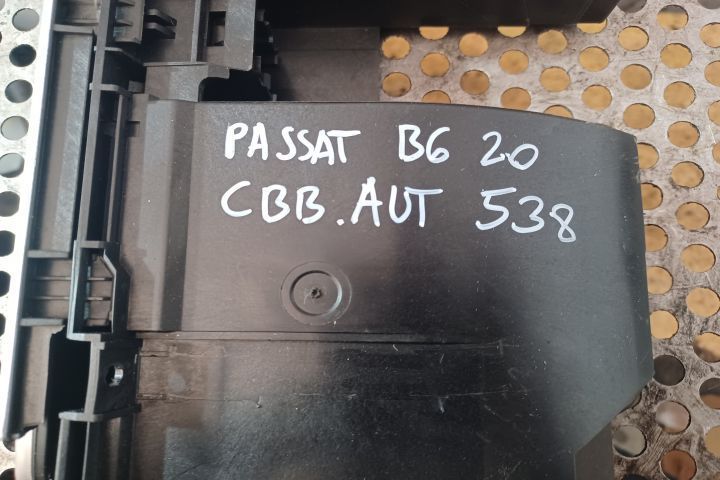 PASSAT B6 20
CBB.AUT 538